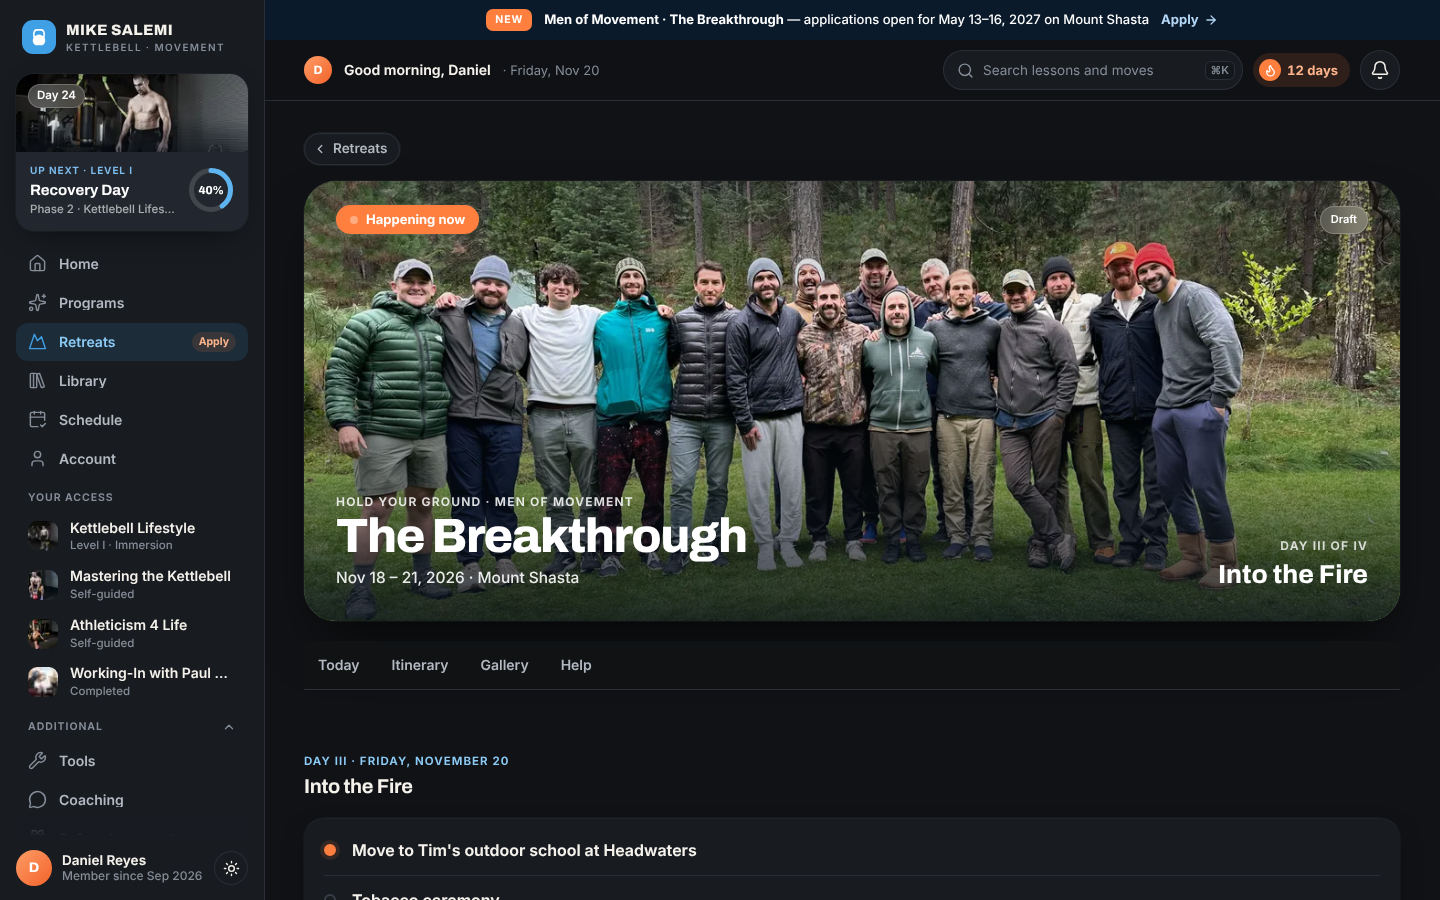 MIKE SALEMI
KETTLEBELL · MOVEMENT
Day 24
UP NEXT · LEVEL I
Recovery Day
Phase 2 · Kettlebell Lifes...
40%
Home
Programs
Retreats
Apply
Library
Schedule
Account
YOUR ACCESS
Kettlebell Lifestyle
Level I · Immersion
Mastering the Kettlebell
Self-guided
Athleticism 4 Life
Self-guided
Working-In with Paul ...
Completed
ADDITIONAL
Tools
Coaching
D
Daniel Reyes
Member since Sep 2026
NEW Men of Movement · The Breakthrough — applications open for May 13–16, 2027 on Mount Shasta Apply →
D Good morning, Daniel · Friday, Nov 20
Search lessons and moves ⌘K
12 days
Retreats
Happening now
Draft
HOLD YOUR GROUND · MEN OF MOVEMENT
The Breakthrough
Nov 18 – 21, 2026 · Mount Shasta
DAY III OF IV
Into the Fire
Today Itinerary Gallery Help
DAY III · FRIDAY, NOVEMBER 20
Into the Fire
Move to Tim's outdoor school at Headwaters
Tobacco ceremony